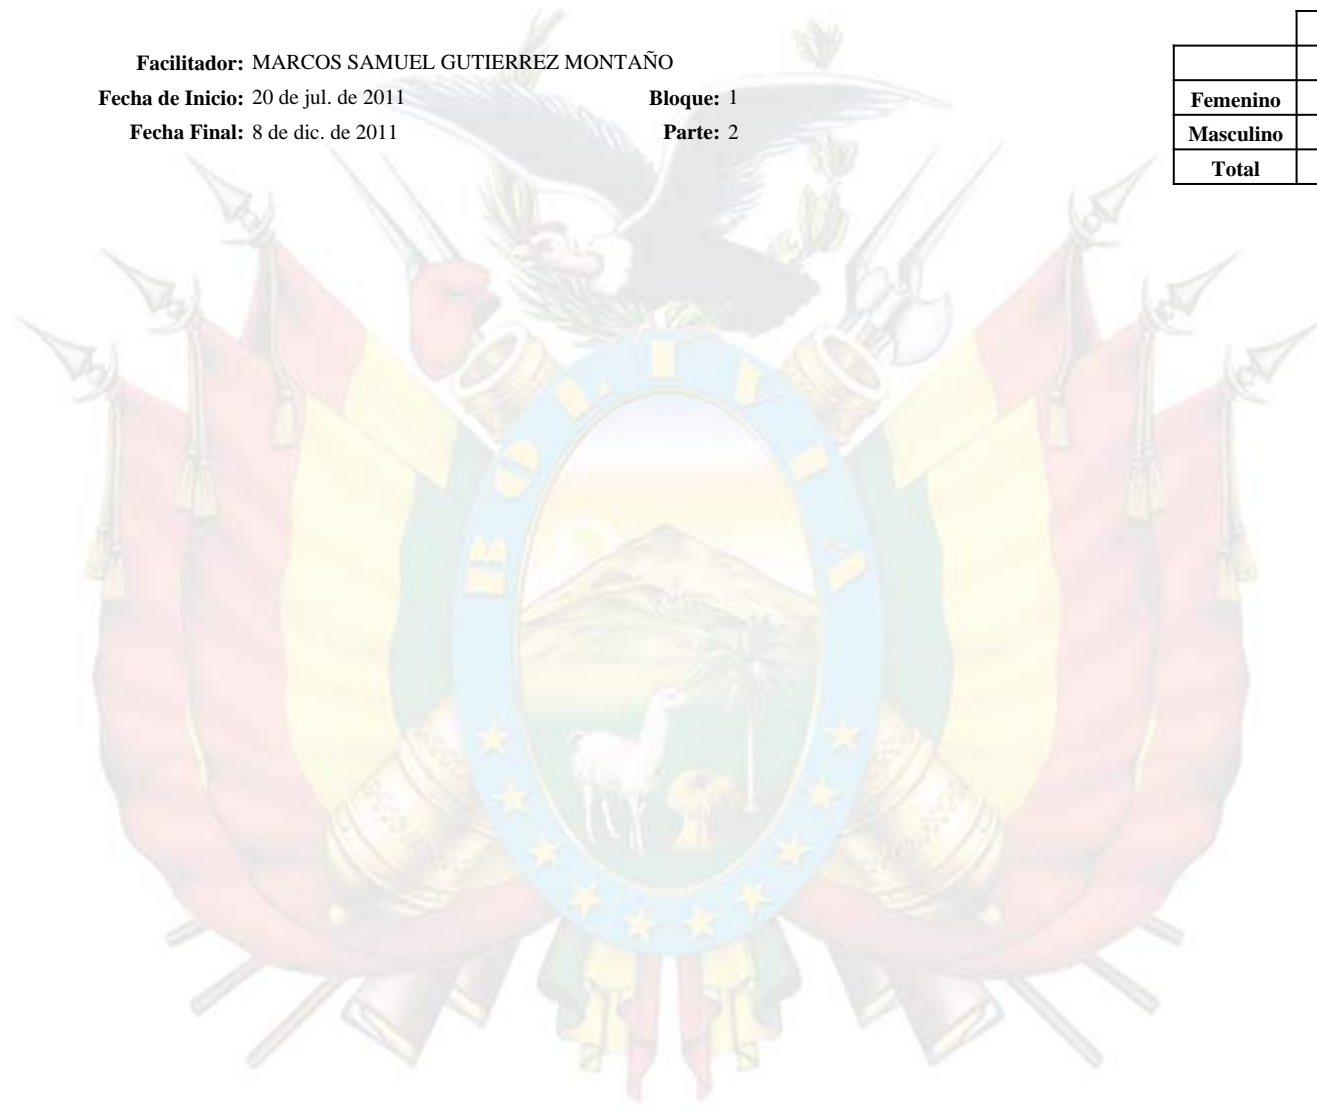 Facilitador: MARCOS SAMUEL GUTIERREZ MONTAÑO
Fecha de Inicio: 20 de jul. de 2011 Bloque: 1
Fecha Final: 8 de dic. de 2011 Parte: 2
Femenino
Masculino
Total
BOLIVIA